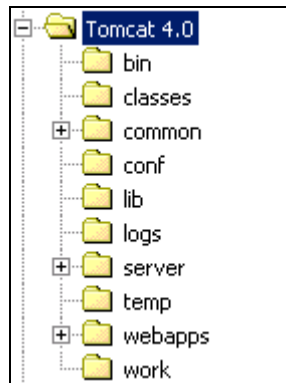 Tomcat 4.0
bin
classes
common
conf
lib
logs
server
temp
webapps
work